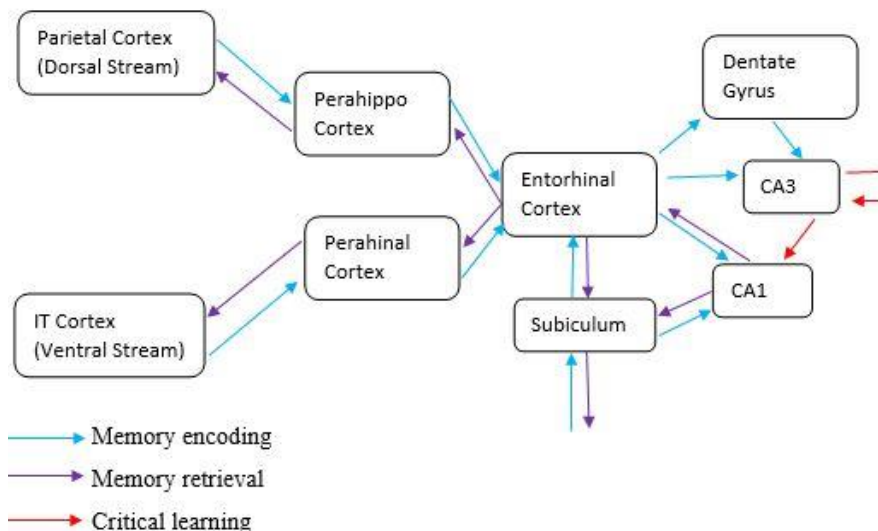 Parietal Cortex
(Dorsal Stream)
Perahippo
Cortex
Dentate
Gyrus
Entorhinal
Cortex
CA3
Perahinal
Cortex
CA1
IT Cortex
(Ventral Stream)
Subiculum
Memory encoding
Memory retrieval
Critical learning